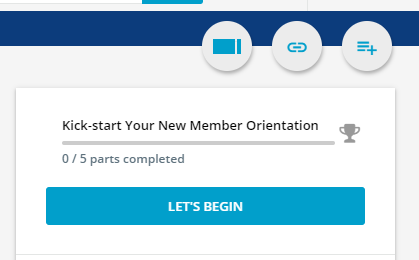 Kick-start Your New Member Orientation
0 / 5 parts completed
LET'S BEGIN